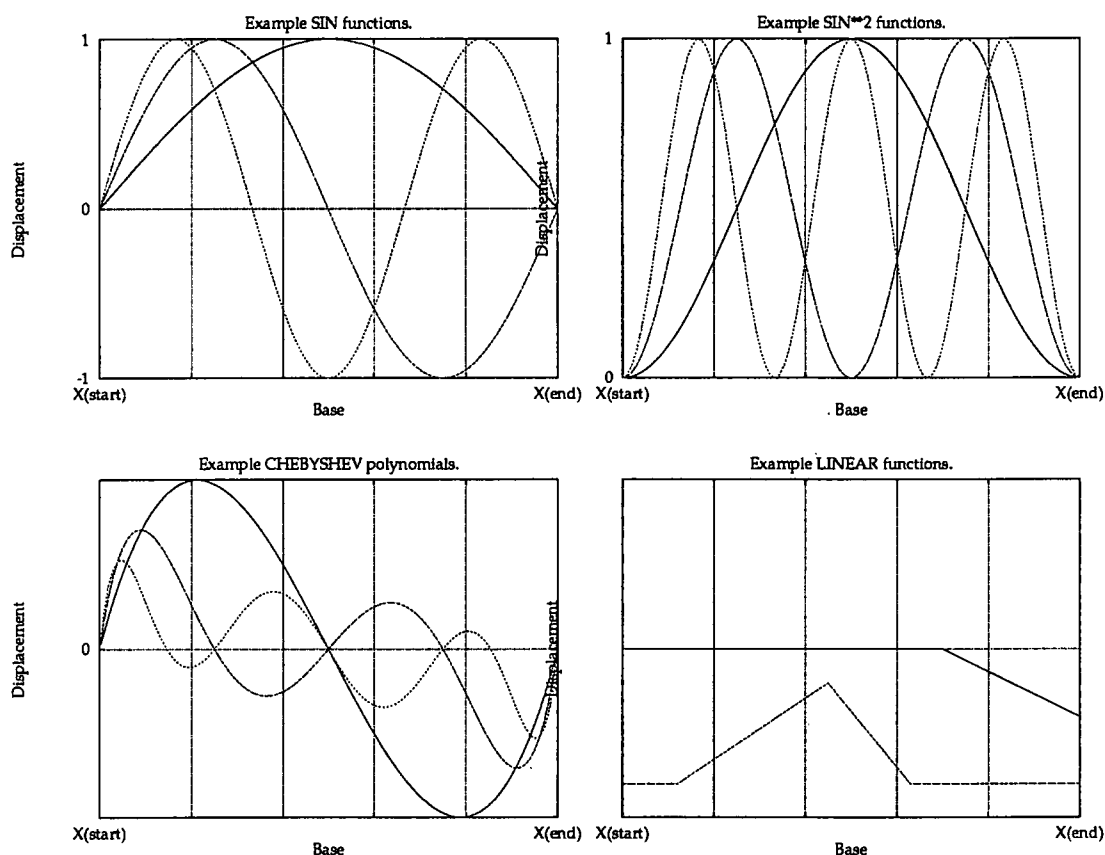 Example SIN functions.
1
0
-1
Displacement
X(start)
X(end)
Base
Example SIN**2 functions.
1
0
Displacement
X(start)
X(end)
. Base
Example CHEBYSHEV polynomials.
0
Displacement
X(start)
X(end)
Base
Example LINEAR functions.
Displacement
X(start)
X(end)
Base